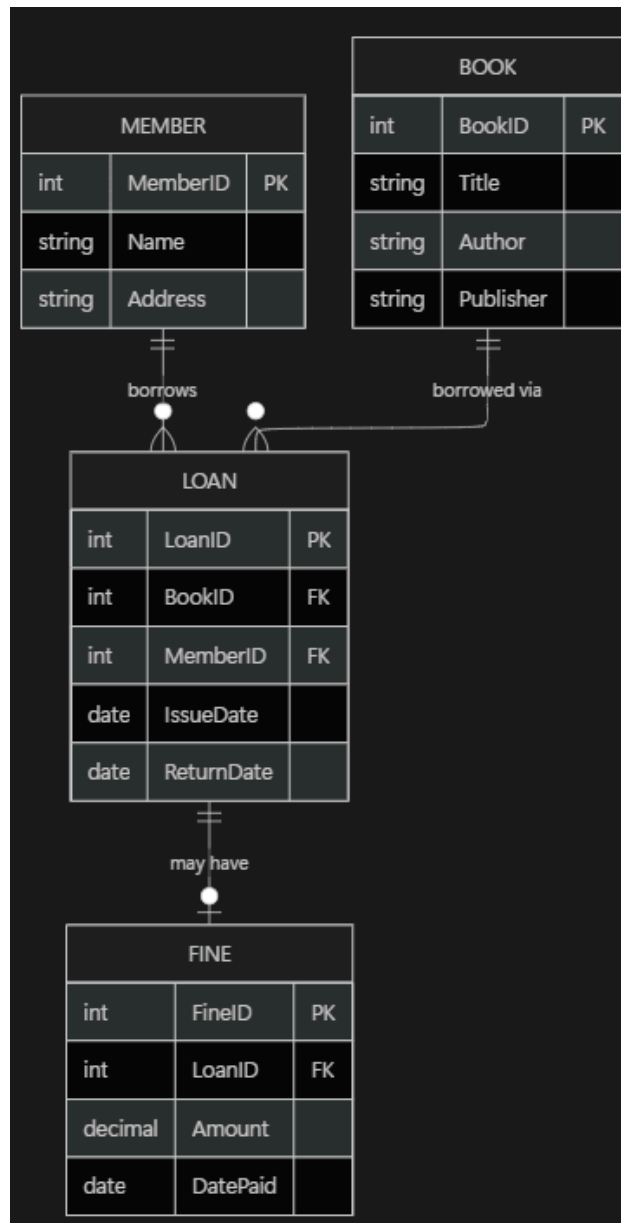 MEMBER
int MemberID PK
string Name
string Address
BOOK
int BookID PK
string Title
string Author
string Publisher
borrows
borrowed via
LOAN
int LoanID PK
int BookID FK
int MemberID FK
date IssueDate
date ReturnDate
may have
FINE
int FineID PK
int LoanID FK
decimal Amount
date DatePaid